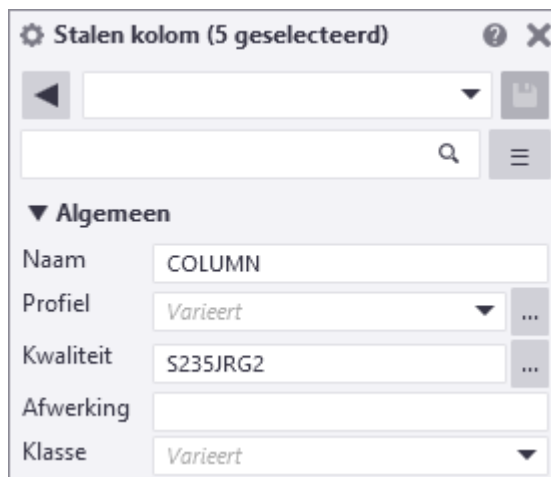 Stalen kolom (5 geselecteerd)
Algemeen
Naam COLUMN
Profiel Varieert ...
Kwaliteit S235JRG2 ...
Afwerking
Klasse Varieert